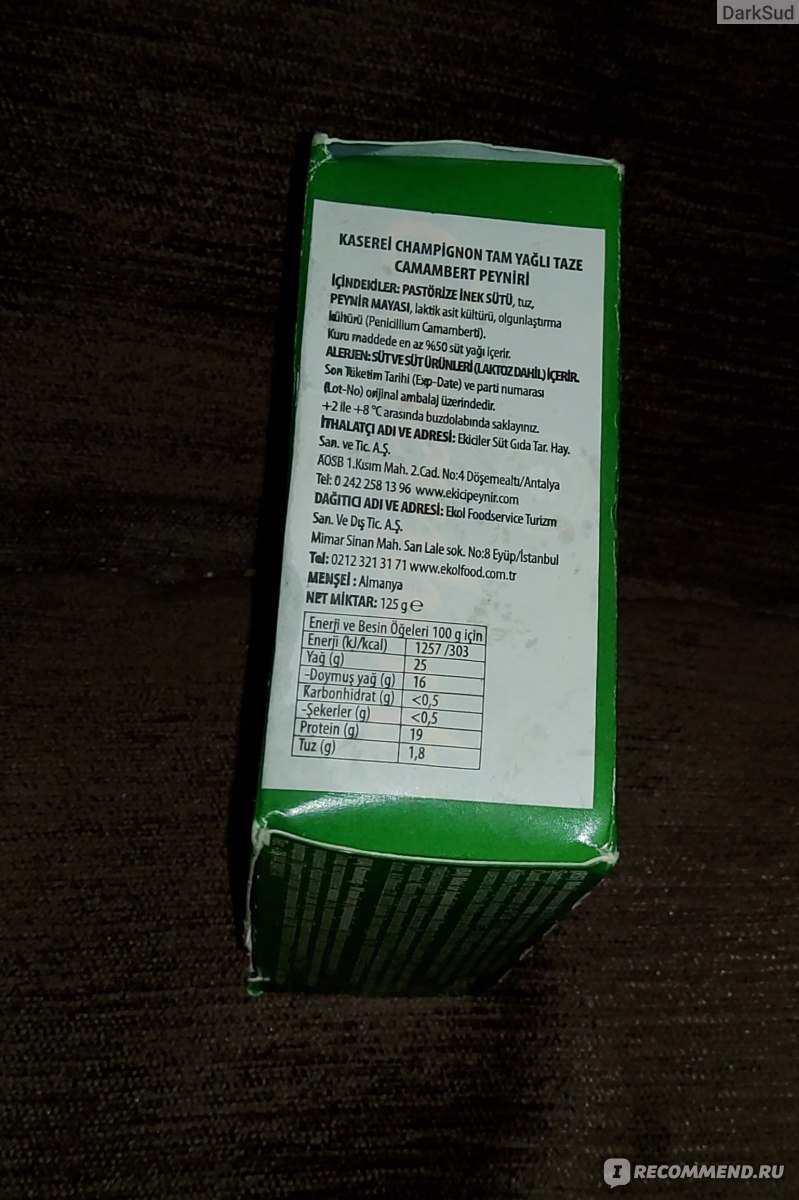 DarkSud
KASEREİ CHAMPİGNON TAM YAĞLI TAZE
CAMAMBERT PEYNİRİ
İÇİNDEKİLER: PASTÖRİZE İNEK SÜTÜ, tuz,
PEYNİR MAYASI, laktik asit kültürü, olgunlaştırma
kültürü (Penicillium Camamberti).
Kuru maddede en az %50 süt yağı içerir.
ALERJEN: SÜT VE SÜT ÜRÜNLERİ (LAKTOZ DAHİL) İÇERİR.
Son Tüketim Tarihi (Exp-Date) ve parti numarası
(Lot-No) orijinal ambalaj üzerindedir.
+2 ile +8 °C arasında buzdolabında saklayınız.
İTHALATÇI ADI VE ADRESİ: Ekiciler Süt Gıda Tar. Hay.
San. ve Tic. A.Ş.
AOSB 1.Kısım Mah. 2.Cad. No:4 Döşemealtı/Antalya
Tel: 0 242 258 13 96 www.ekicipeynir.com
DAĞITICI ADI VE ADRESİ: Ekol Foodservice Turizm
San. Ve Dış Tic. A.Ş.
Mimar Sinan Mah. Sarı Lale sok. No:8 Eyüp/İstanbul
Tel: 0212 321 31 71 www.ekolfood.com.tr
MENŞEİ : Almanya
NET MİKTAR: 125 g e
Enerji ve Besin Öğeleri 100 g için
Enerji (kJ/kcal) 1257 /303
Yağ (g) 25
-Doymuş yağ (g) 16
Karbonhidrat (g) <0,5
-Şekerler (g) <0,5
Protein (g) 19
Tuz (g) 1,8
I RECOMMEND.RU